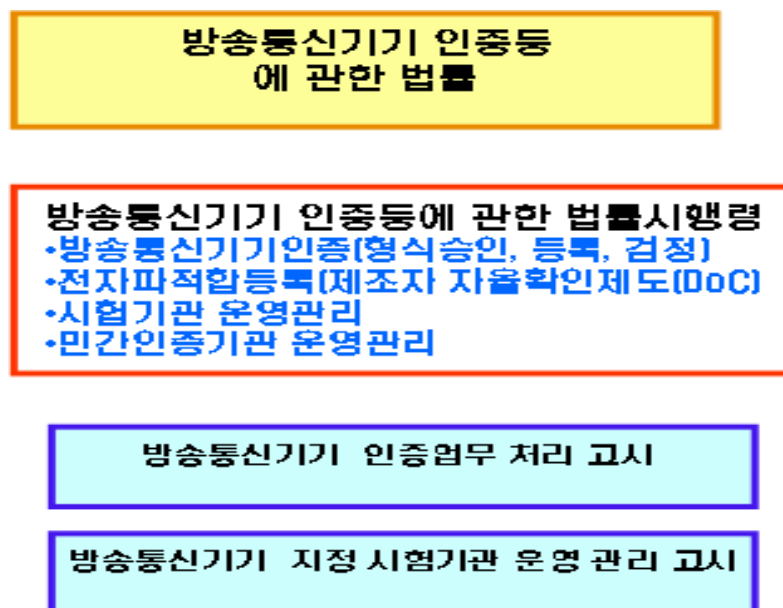 방송통신기기 인증등
에 관한 법률
방송통신기기 인증등에 관한 법률시행령
•방송통신기기인증(형식승인, 등록, 검정)
•전자파적합등록(제조자 자율확인제도(DoC)
•시험기관 운영관리
•민간인증기관 운영관리
방송통신기기 인증업무 처리 고시
방송통신기기 지정 시험기관 운영 관리 고시